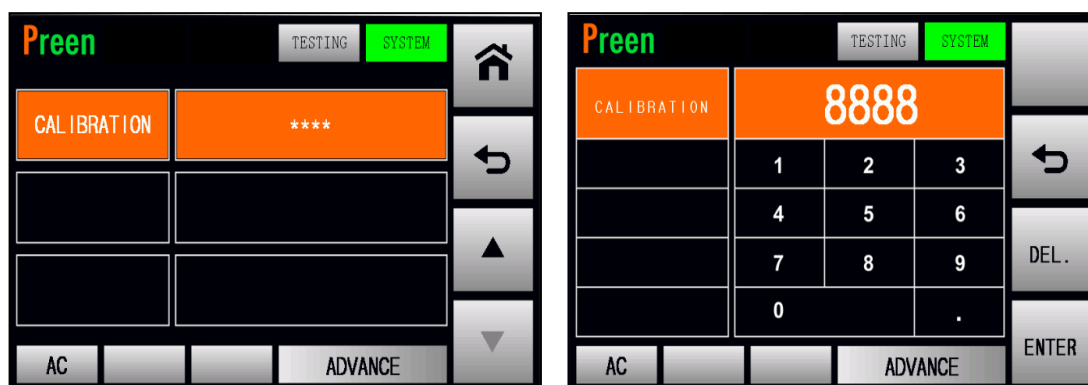 Preen TESTING SYSTEM
CALIBRATION ****
AC ADVANCE
Preen TESTING SYSTEM
CALIBRATION 8888
1 2 3
4 5 6
7 8 9
DEL.
0 .
ENTER
AC ADVANCE